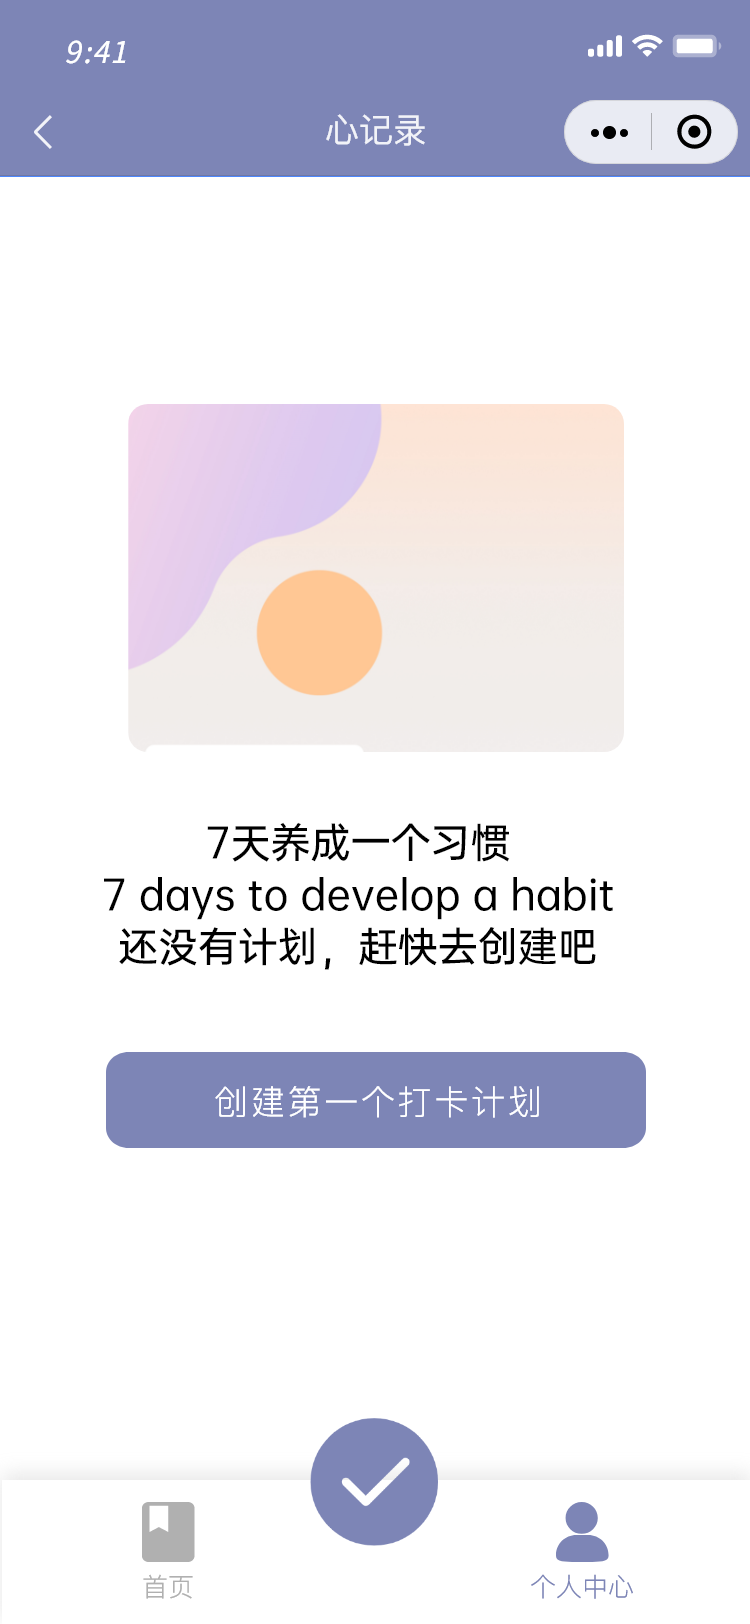 9:41
心记录
7天养成一个习惯
7 days to develop a habit
还没有计划，赶快去创建吧
创建第一个打卡计划
首页
个人中心